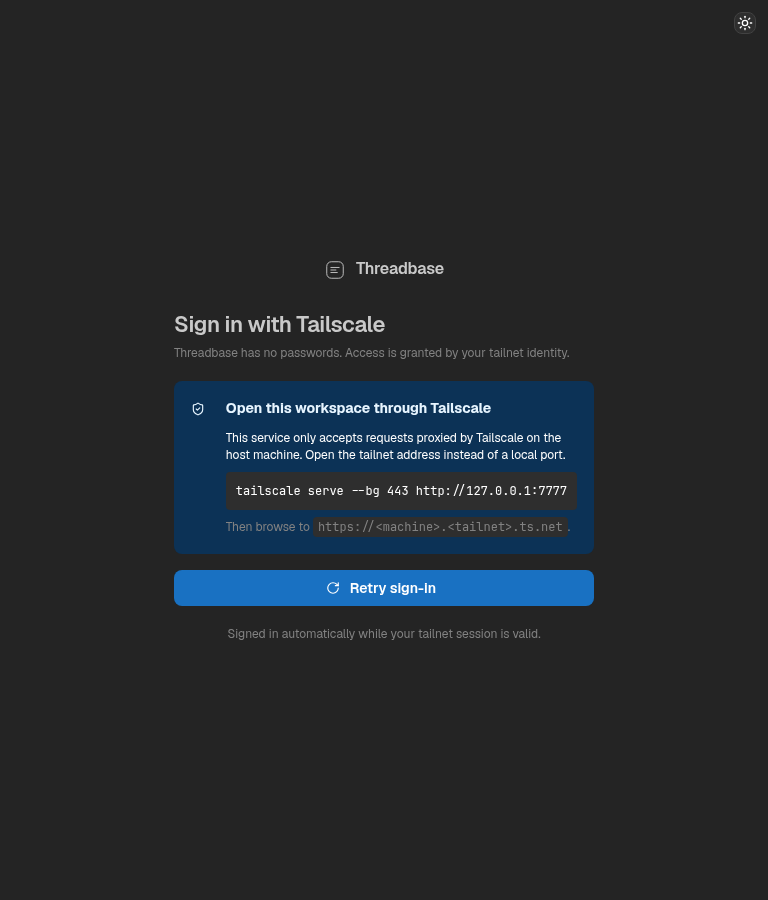 Threadbase
Sign in with Tailscale
Threadbase has no passwords. Access is granted by your tailnet identity.
Open this workspace through Tailscale
This service only accepts requests proxied by Tailscale on the
host machine. Open the tailnet address instead of a local port.
tailscale serve --bg 443 http://127.0.0.1:7777
Then browse to https://<machine>.<tailnet>.ts.net.
Retry sign-in
Signed in automatically while your tailnet session is valid.